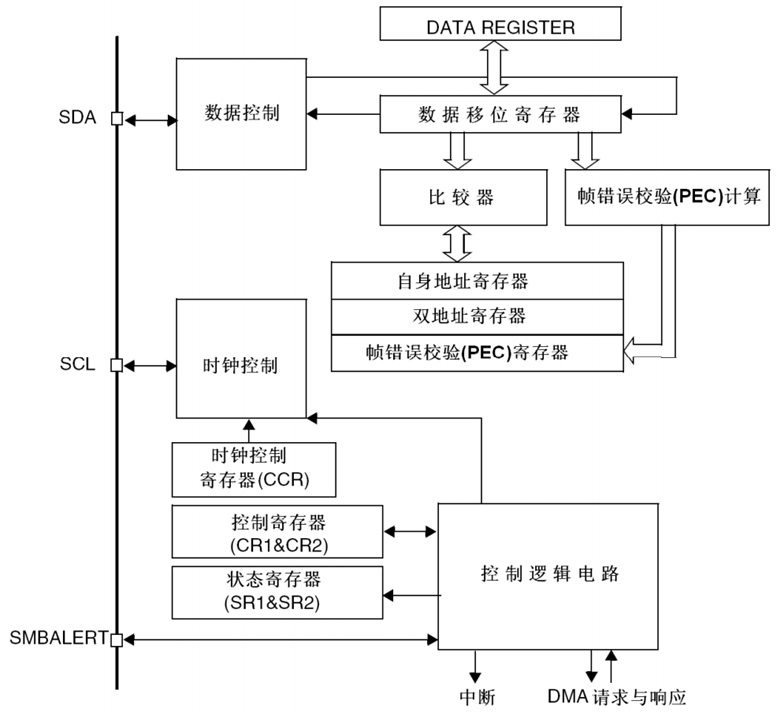 DATA REGISTER
SDA
数据控制
数据移位寄存器
比较器
帧错误校验(PEC)计算
自身地址寄存器
双地址寄存器
帧错误校验(PEC)寄存器
SCL
时钟控制
时钟控制
寄存器(CCR)
控制寄存器
(CR1&CR2)
控制逻辑电路
状态寄存器
(SR1&SR2)
SMBALERT
中断
DMA 请求与响应